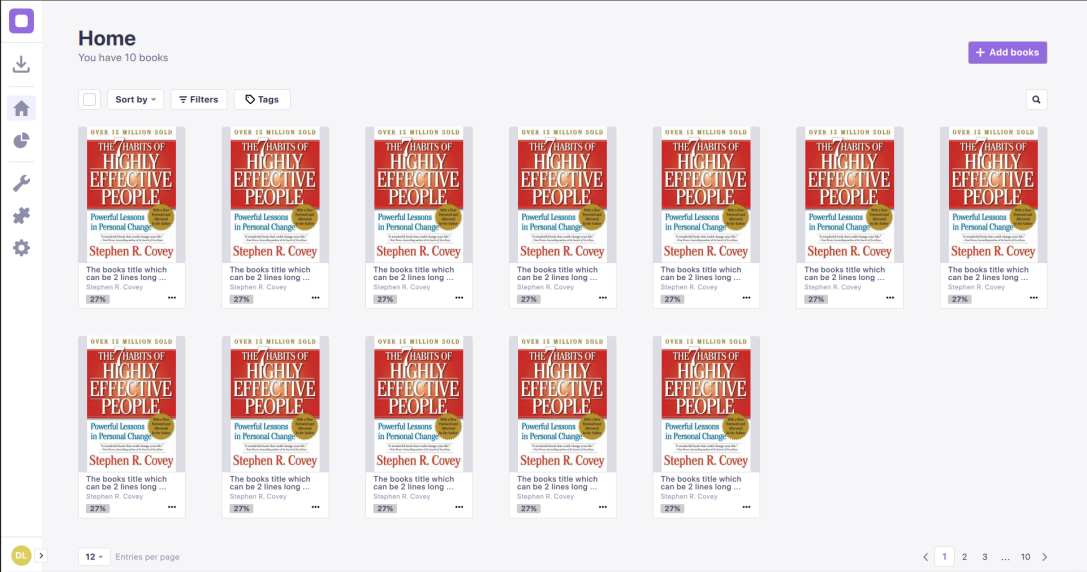 Home
You have 10 books
+ Add books
Sort by
Filters
Tags
OVER 15 MILLION SOLD
THE 7 HABITS OF
HIGHLY
EFFECTIVE
PEOPLE
Powerful Lessons
in Personal Change
Stephen R. Covey
The books title which
can be 2 lines long ...
Stephen R. Covey
27%
OVER 15 MILLION SOLD
THE 7 HABITS OF
HIGHLY
EFFECTIVE
PEOPLE
Powerful Lessons
in Personal Change
Stephen R. Covey
The books title which
can be 2 lines long ...
Stephen R. Covey
27%
OVER 15 MILLION SOLD
THE 7 HABITS OF
HIGHLY
EFFECTIVE
PEOPLE
Powerful Lessons
in Personal Change
Stephen R. Covey
The books title which
can be 2 lines long ...
Stephen R. Covey
27%
OVER 15 MILLION SOLD
THE 7 HABITS OF
HIGHLY
EFFECTIVE
PEOPLE
Powerful Lessons
in Personal Change
Stephen R. Covey
The books title which
can be 2 lines long ...
Stephen R. Covey
27%
OVER 15 MILLION SOLD
THE 7 HABITS OF
HIGHLY
EFFECTIVE
PEOPLE
Powerful Lessons
in Personal Change
Stephen R. Covey
The books title which
can be 2 lines long ...
Stephen R. Covey
27%
OVER 15 MILLION SOLD
THE 7 HABITS OF
HIGHLY
EFFECTIVE
PEOPLE
Powerful Lessons
in Personal Change
Stephen R. Covey
The books title which
can be 2 lines long ...
Stephen R. Covey
27%
OVER 15 MILLION SOLD
THE 7 HABITS OF
HIGHLY
EFFECTIVE
PEOPLE
Powerful Lessons
in Personal Change
Stephen R. Covey
The books title which
can be 2 lines long ...
Stephen R. Covey
27%
OVER 15 MILLION SOLD
THE 7 HABITS OF
HIGHLY
EFFECTIVE
PEOPLE
Powerful Lessons
in Personal Change
Stephen R. Covey
The books title which
can be 2 lines long ...
Stephen R. Covey
27%
OVER 15 MILLION SOLD
THE 7 HABITS OF
HIGHLY
EFFECTIVE
PEOPLE
Powerful Lessons
in Personal Change
Stephen R. Covey
The books title which
can be 2 lines long ...
Stephen R. Covey
27%
OVER 15 MILLION SOLD
THE 7 HABITS OF
HIGHLY
EFFECTIVE
PEOPLE
Powerful Lessons
in Personal Change
Stephen R. Covey
The books title which
can be 2 lines long ...
Stephen R. Covey
27%
OVER 15 MILLION SOLD
THE 7 HABITS OF
HIGHLY
EFFECTIVE
PEOPLE
Powerful Lessons
in Personal Change
Stephen R. Covey
The books title which
can be 2 lines long ...
Stephen R. Covey
27%
OVER 15 MILLION SOLD
THE 7 HABITS OF
HIGHLY
EFFECTIVE
PEOPLE
Powerful Lessons
in Personal Change
Stephen R. Covey
The books title which
can be 2 lines long ...
Stephen R. Covey
27%
DL
12 Entries per page
1 2 3 ... 10